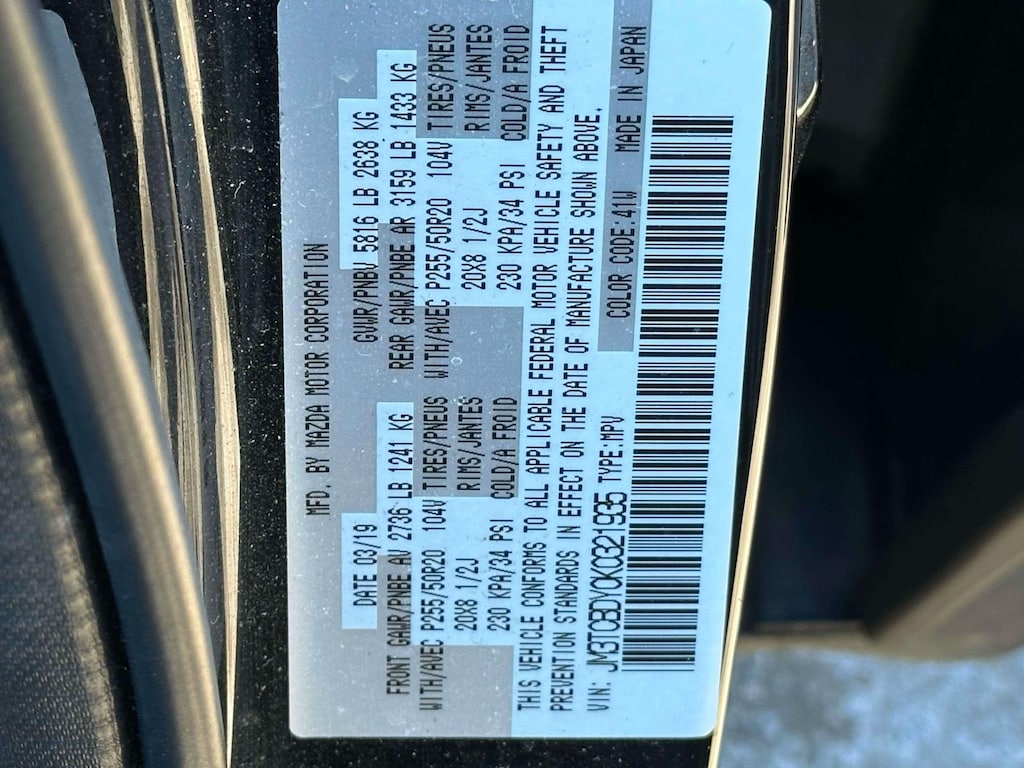 MFD. BY MAZDA MOTOR CORPORATION
DATE 03/19 GVWR/PNBV 5816 LB 2638 KG
FRONT GAWR/PNBE AV 2736 LB 1241 KG REAR GAWR/PNBE AR 3159 LB 1433 KG
WITH/AVEC P255/50R20 104V TIRES/PNEUS WITH/AVEC P255/50R20 104V TIRES/PNEUS
20X8 1/2J RIMS/JANTES 20X8 1/2J RIMS/JANTES
230 KPA/34 PSI COLD/A FROID 230 KPA/34 PSI COLD/A FROID
THIS VEHICLE CONFORMS TO ALL APPLICABLE FEDERAL MOTOR VEHICLE SAFETY AND THEFT
PREVENTION STANDARDS IN EFFECT ON THE DATE OF MANUFACTURE SHOWN ABOVE.
VIN: JM3TCBDY0K0321935 TYPE:MPV
COLOR CODE:41W MADE IN JAPAN